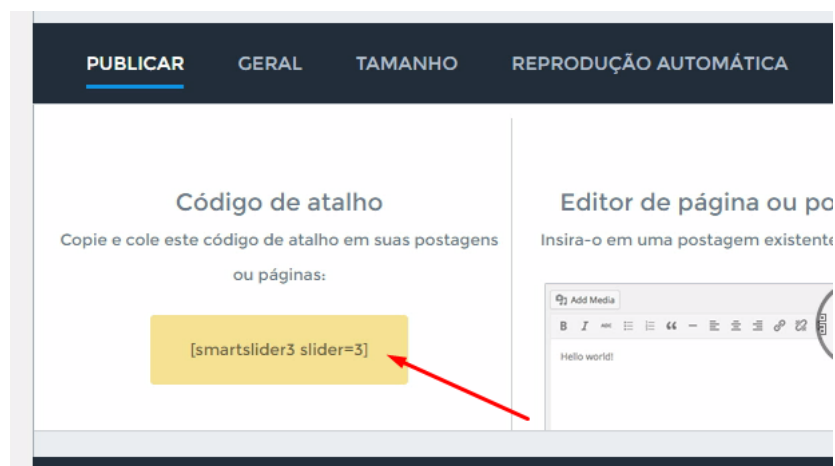 PUBLICAR GERAL TAMANHO REPRODUÇÃO AUTOMÁTICA
Código de atalho
Copie e cole este código de atalho em suas postagens
ou páginas:
[smartslider3 slider=3]
Editor de página ou po
Insira-o em uma postagem existente
Add Media
B I ABC
Hello world!